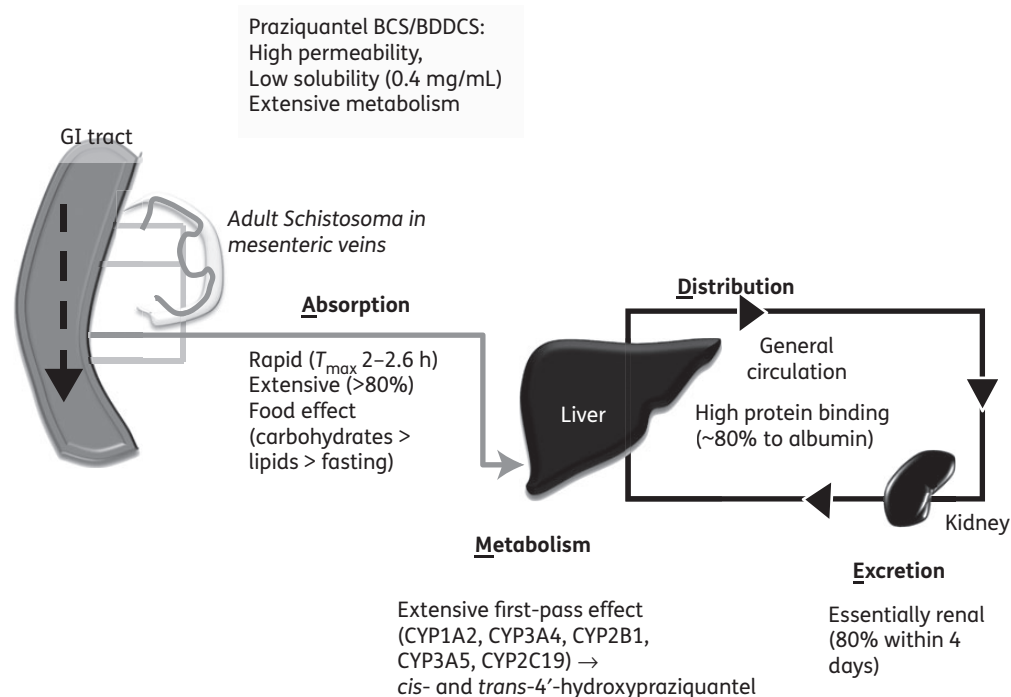 Praziquantel BCS/BDDCS:
High permeability,
Low solubility (0.4 mg/mL)
Extensive metabolism
GI tract
Adult Schistosoma in
mesenteric veins
Absorption
Rapid (Tmax 2–2.6 h)
Extensive (>80%)
Food effect
(carbohydrates >
lipids > fasting)
Distribution
General
circulation
High protein binding
(~80% to albumin)
Liver
Kidney
Metabolism
Extensive first-pass effect
(CYP1A2, CYP3A4, CYP2B1,
CYP3A5, CYP2C19) →
cis- and trans-4′-hydroxypraziquantel
Excretion
Essentially renal
(80% within 4
days)